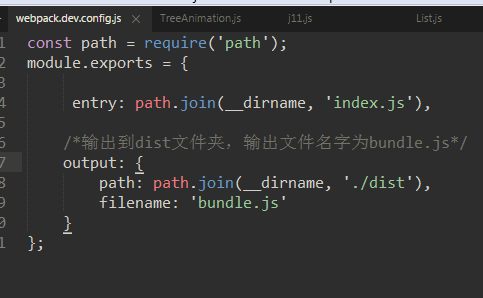 webpack.dev.config.js × TreeAnimation.js j11.js List.js
1 const path = require('path');
2 module.exports = {
3
4 entry: path.join(__dirname, 'index.js'),
5
6 /*输出到dist文件夹，输出文件名字为bundle.js*/
7 output: {
8 path: path.join(__dirname, './dist'),
9 filename: 'bundle.js'
0 }
1 };